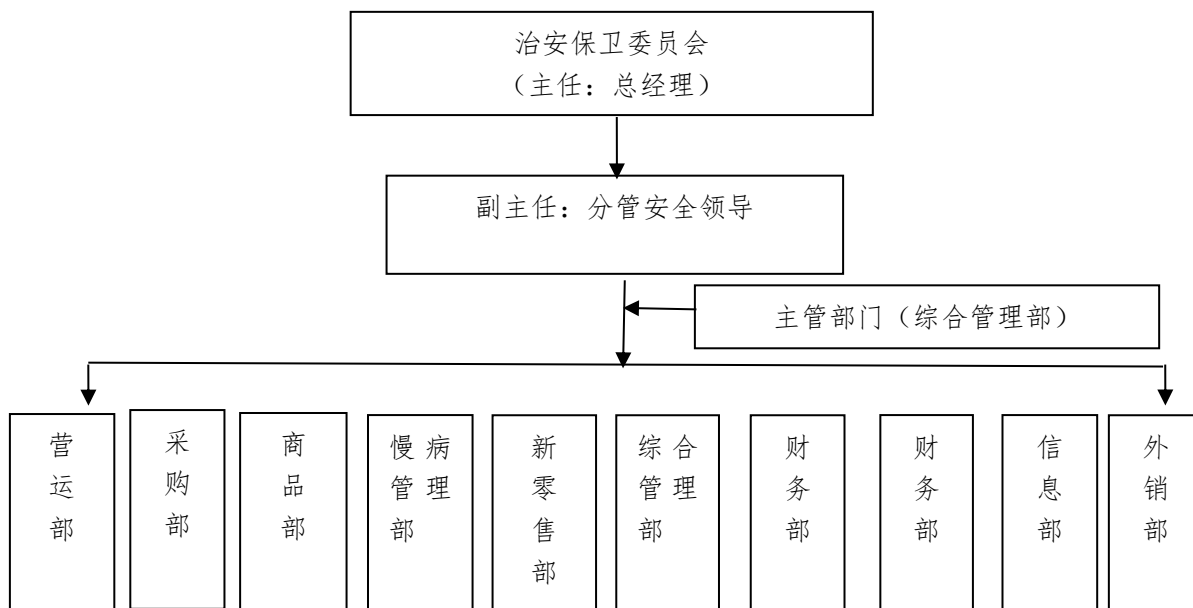 治安保卫委员会
（主任：总经理）
副主任：分管安全领导
主管部门（综合管理部）
营运部
采购部
商品部
慢病管理部
新零售部
综合管理部
财务部
财务部
信息部
外销部